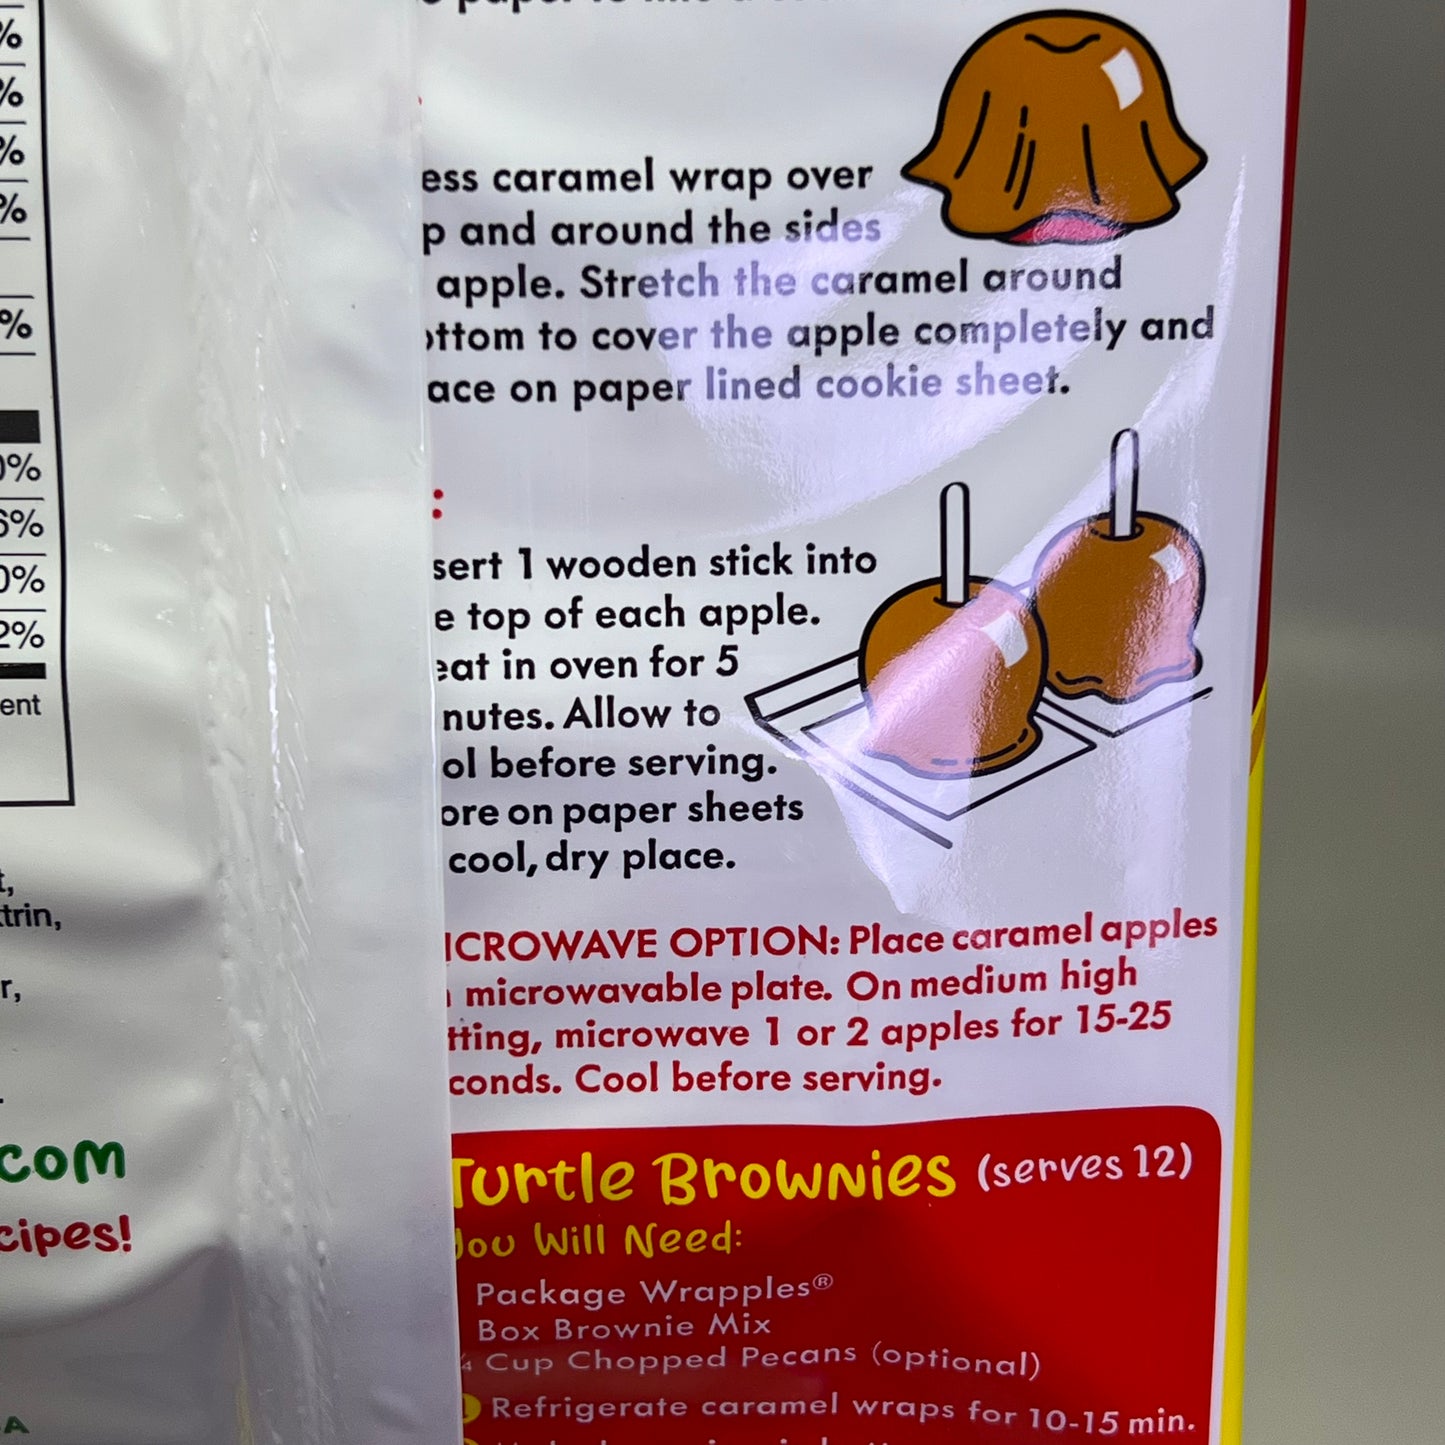 %
%
%
%
%
0%
6%
0%
2%
ent
t,
trin,
r,
.com
cipes!
A
ess caramel wrap over
p and around the sides
apple. Stretch the caramel around
ottom to cover the apple completely and
ace on paper lined cookie sheet.
:
sert 1 wooden stick into
e top of each apple.
eat in oven for 5
nutes. Allow to
ol before serving.
ore on paper sheets
cool, dry place.
ICROWAVE OPTION: Place caramel apples
microwavable plate. On medium high
tting, microwave 1 or 2 apples for 15-25
conds. Cool before serving.
Turtle Brownies (serves 12)
You Will Need:
Package Wrapples®
Box Brownie Mix
Cup Chopped Pecans (optional)
1 Refrigerate caramel wraps for 10-15 min.